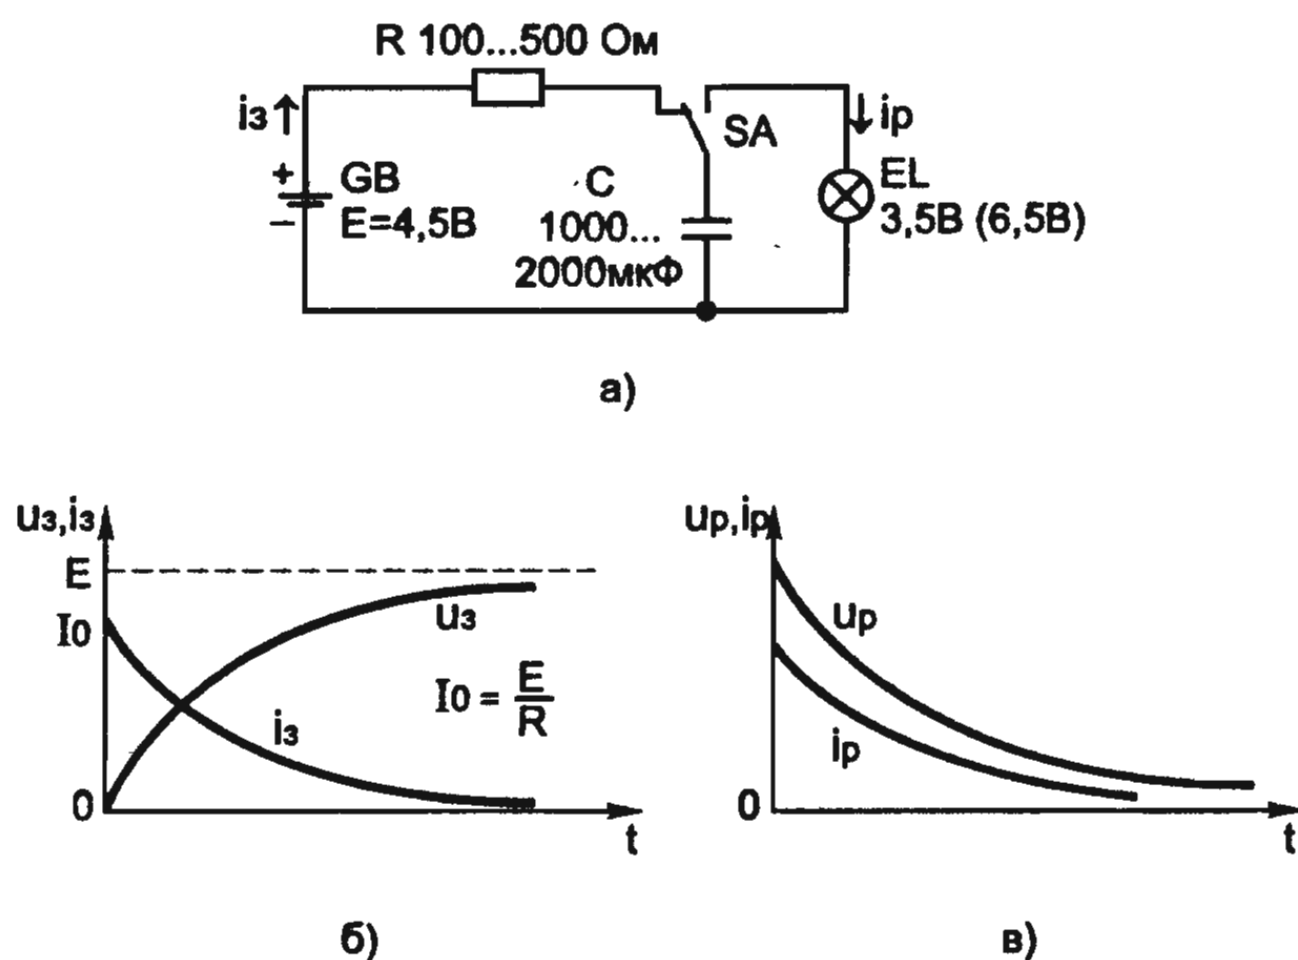 R 100...500 Ом
iз
iр
SA
+
GB
C
EL
−
E=4,5В
1000...
3,5В (6,5В)
2000мкФ
а)
uз,iз
E
I0
uз
I0 = E/R
iз
0
t
б)
uр,iр
uр
iр
0
t
в)